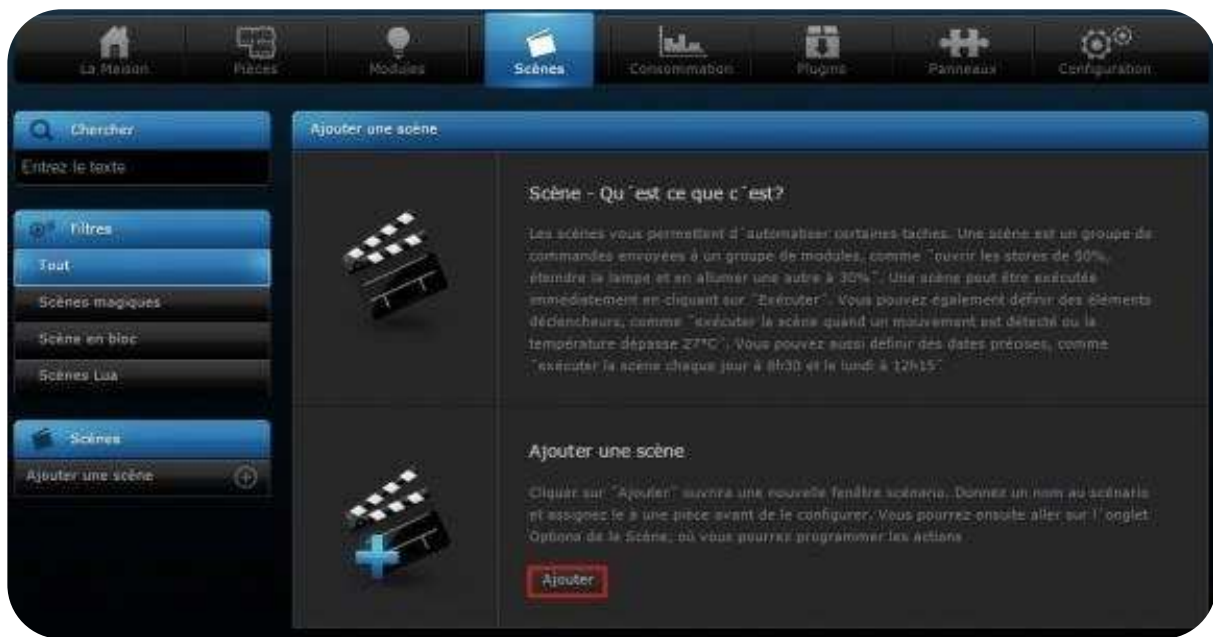 La Maison
Pièces
Modules
Scènes
Consommation
Plugins
Panneaux
Configuration
Chercher
Entrez le texte
Filtres
Tout
Scènes magiques
Scène en bloc
Scènes Lua
Scènes
Ajouter une scène
Ajouter une scène
Scène - Qu´est ce que c´est?
Les scènes vous permettent d´automatiser certaines taches. Une scène est un groupe de
commandes envoyées à un groupe de modules, comme ¨ouvrir les stores de 50%,
éteindre la lampe et en allumer une autre à 30%¨. Une scène peut être exécutée
immediatement en cliquant sur ¨Exécuter¨. Vous pouvez également définir des éléments
déclencheurs, comme ¨exécuter la scène quand un mouvement est détecté ou la
température dépasse 27°C¨. Vous pouvez aussi définir des dates précises, comme
¨exécuter la scene chaque jour à 8h30 et le lundi à 12h15¨
Ajouter une scène
Cliquer sur ¨Ajouter¨ ouvrira une nouvelle fenêtre scénario. Donnez un nom au scénario
et assignez le à une pièce avant de le configurer. Vous pourrez ensuite aller sur l´onglet
Options de la Scène, où vous pourrez programmer les actions
Ajouter